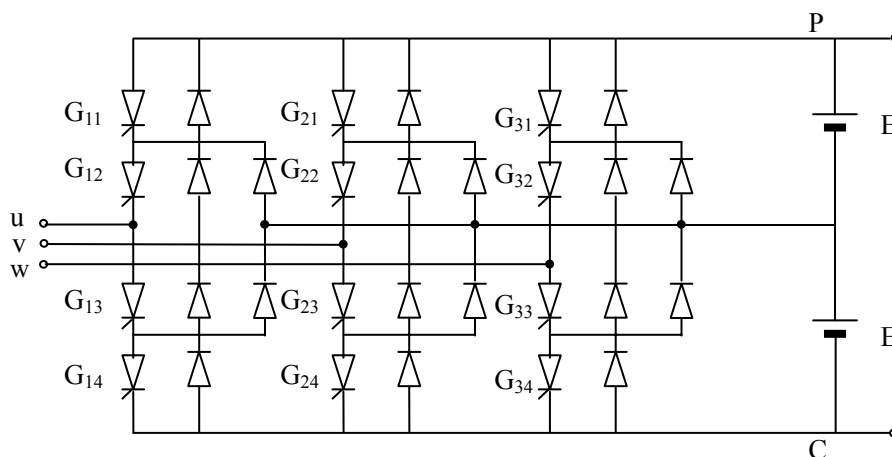 P
G₁₁ G₂₁ G₃₁ E
G₁₂ G₂₂ G₃₂
u
v
w
G₁₃ G₂₃ G₃₃
E
G₁₄ G₂₄ G₃₄
C